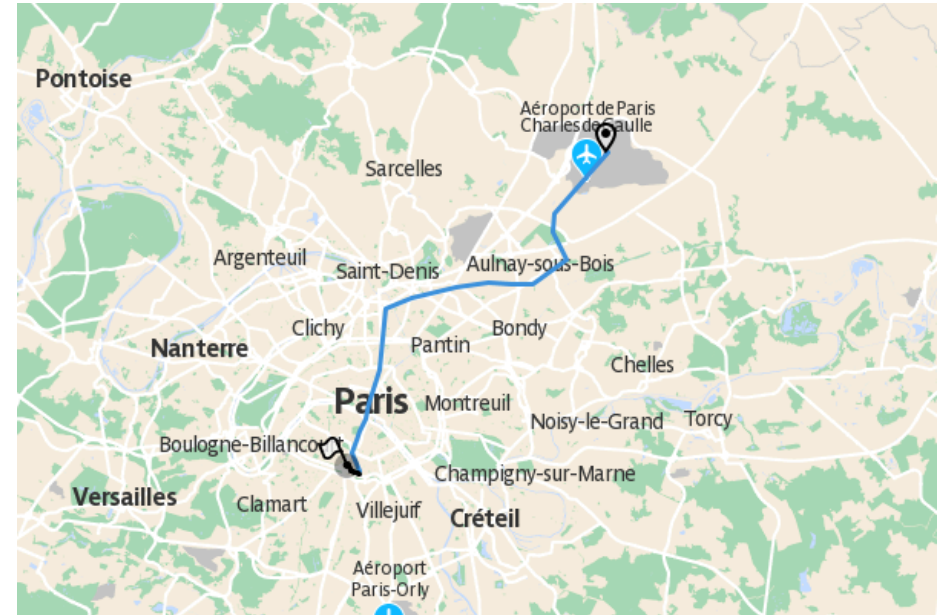 Pontoise
Aéroport de Paris
Charles de Gaulle
Sarcelles
Argenteuil
Saint-Denis
Aulnay-sous-Bois
Clichy
Bondy
Pantin
Nanterre
Chelles
Paris
Montreuil
Noisy-le-Grand
Torcy
Boulogne-Billancourt
Champigny-sur-Marne
Versailles
Clamart
Villejuif
Créteil
Aéroport
Paris-Orly